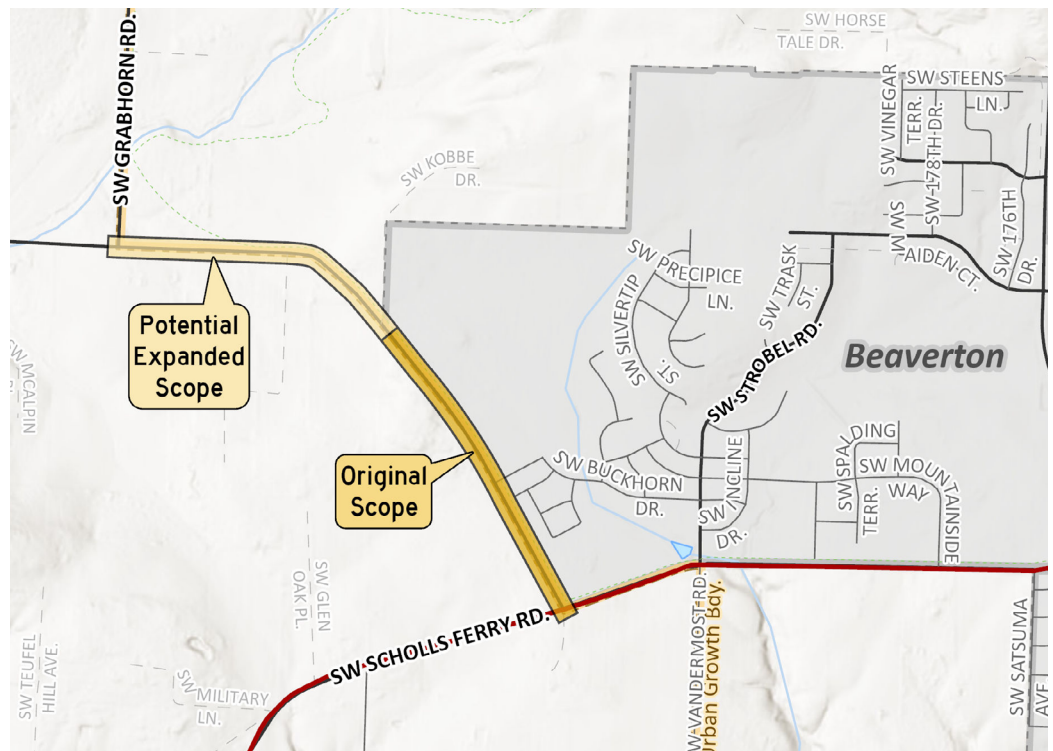 SW HORSE
TALE DR.
SW GRABHORN RD.
SW STEENS
LN.
SW VINEGAR
TERR.
SW 178TH DR.
SW KOBBE
DR.
SW 176TH
DR.
SW MAIDEN CT.
SW PRECIPICE
LN.
SW TRASK
ST.
SW SILVERTIP
ST.
Potential
Expanded
Scope
SW STROBEL RD.
Beaverton
SW MCALPIN
Original
Scope
SW BUCKHORN
DR.
SW INCLINE
DR.
SW SPALDING
TERR.
SW MOUNTAINSIDE
WAY
SW GLEN
OAK PL.
SW SCHOLLS FERRY RD.
SW VANDERMOST RD.
Urban Growth Bdy.
SW SATSUMA
AVE
SW TEUFEL
HILL AVE.
SW MILITARY
LN.